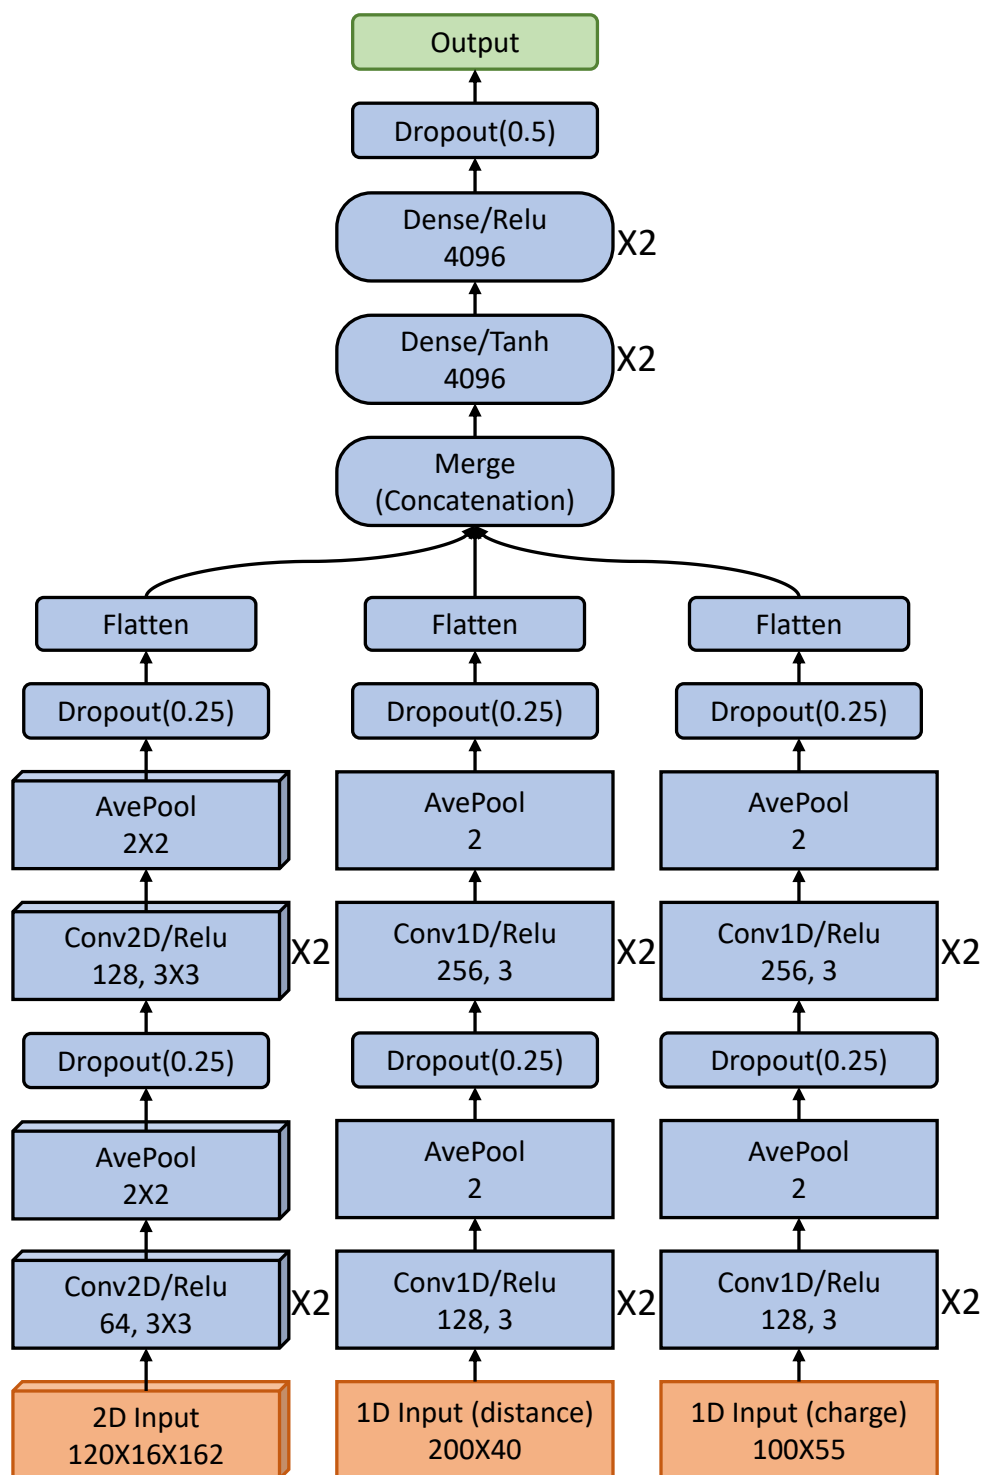 Output
Dropout(0.5)
Dense/Relu
4096
X2
Dense/Tanh
4096
X2
Merge
(Concatenation)
Flatten
Flatten
Flatten
Dropout(0.25)
Dropout(0.25)
Dropout(0.25)
AvePool
2X2
AvePool
2
AvePool
2
Conv2D/Relu
128, 3X3
X2
Conv1D/Relu
256, 3
X2
Conv1D/Relu
256, 3
X2
Dropout(0.25)
Dropout(0.25)
Dropout(0.25)
AvePool
2X2
AvePool
2
AvePool
2
Conv2D/Relu
64, 3X3
X2
Conv1D/Relu
128, 3
X2
Conv1D/Relu
128, 3
X2
2D Input
120X16X162
1D Input (distance)
200X40
1D Input (charge)
100X55